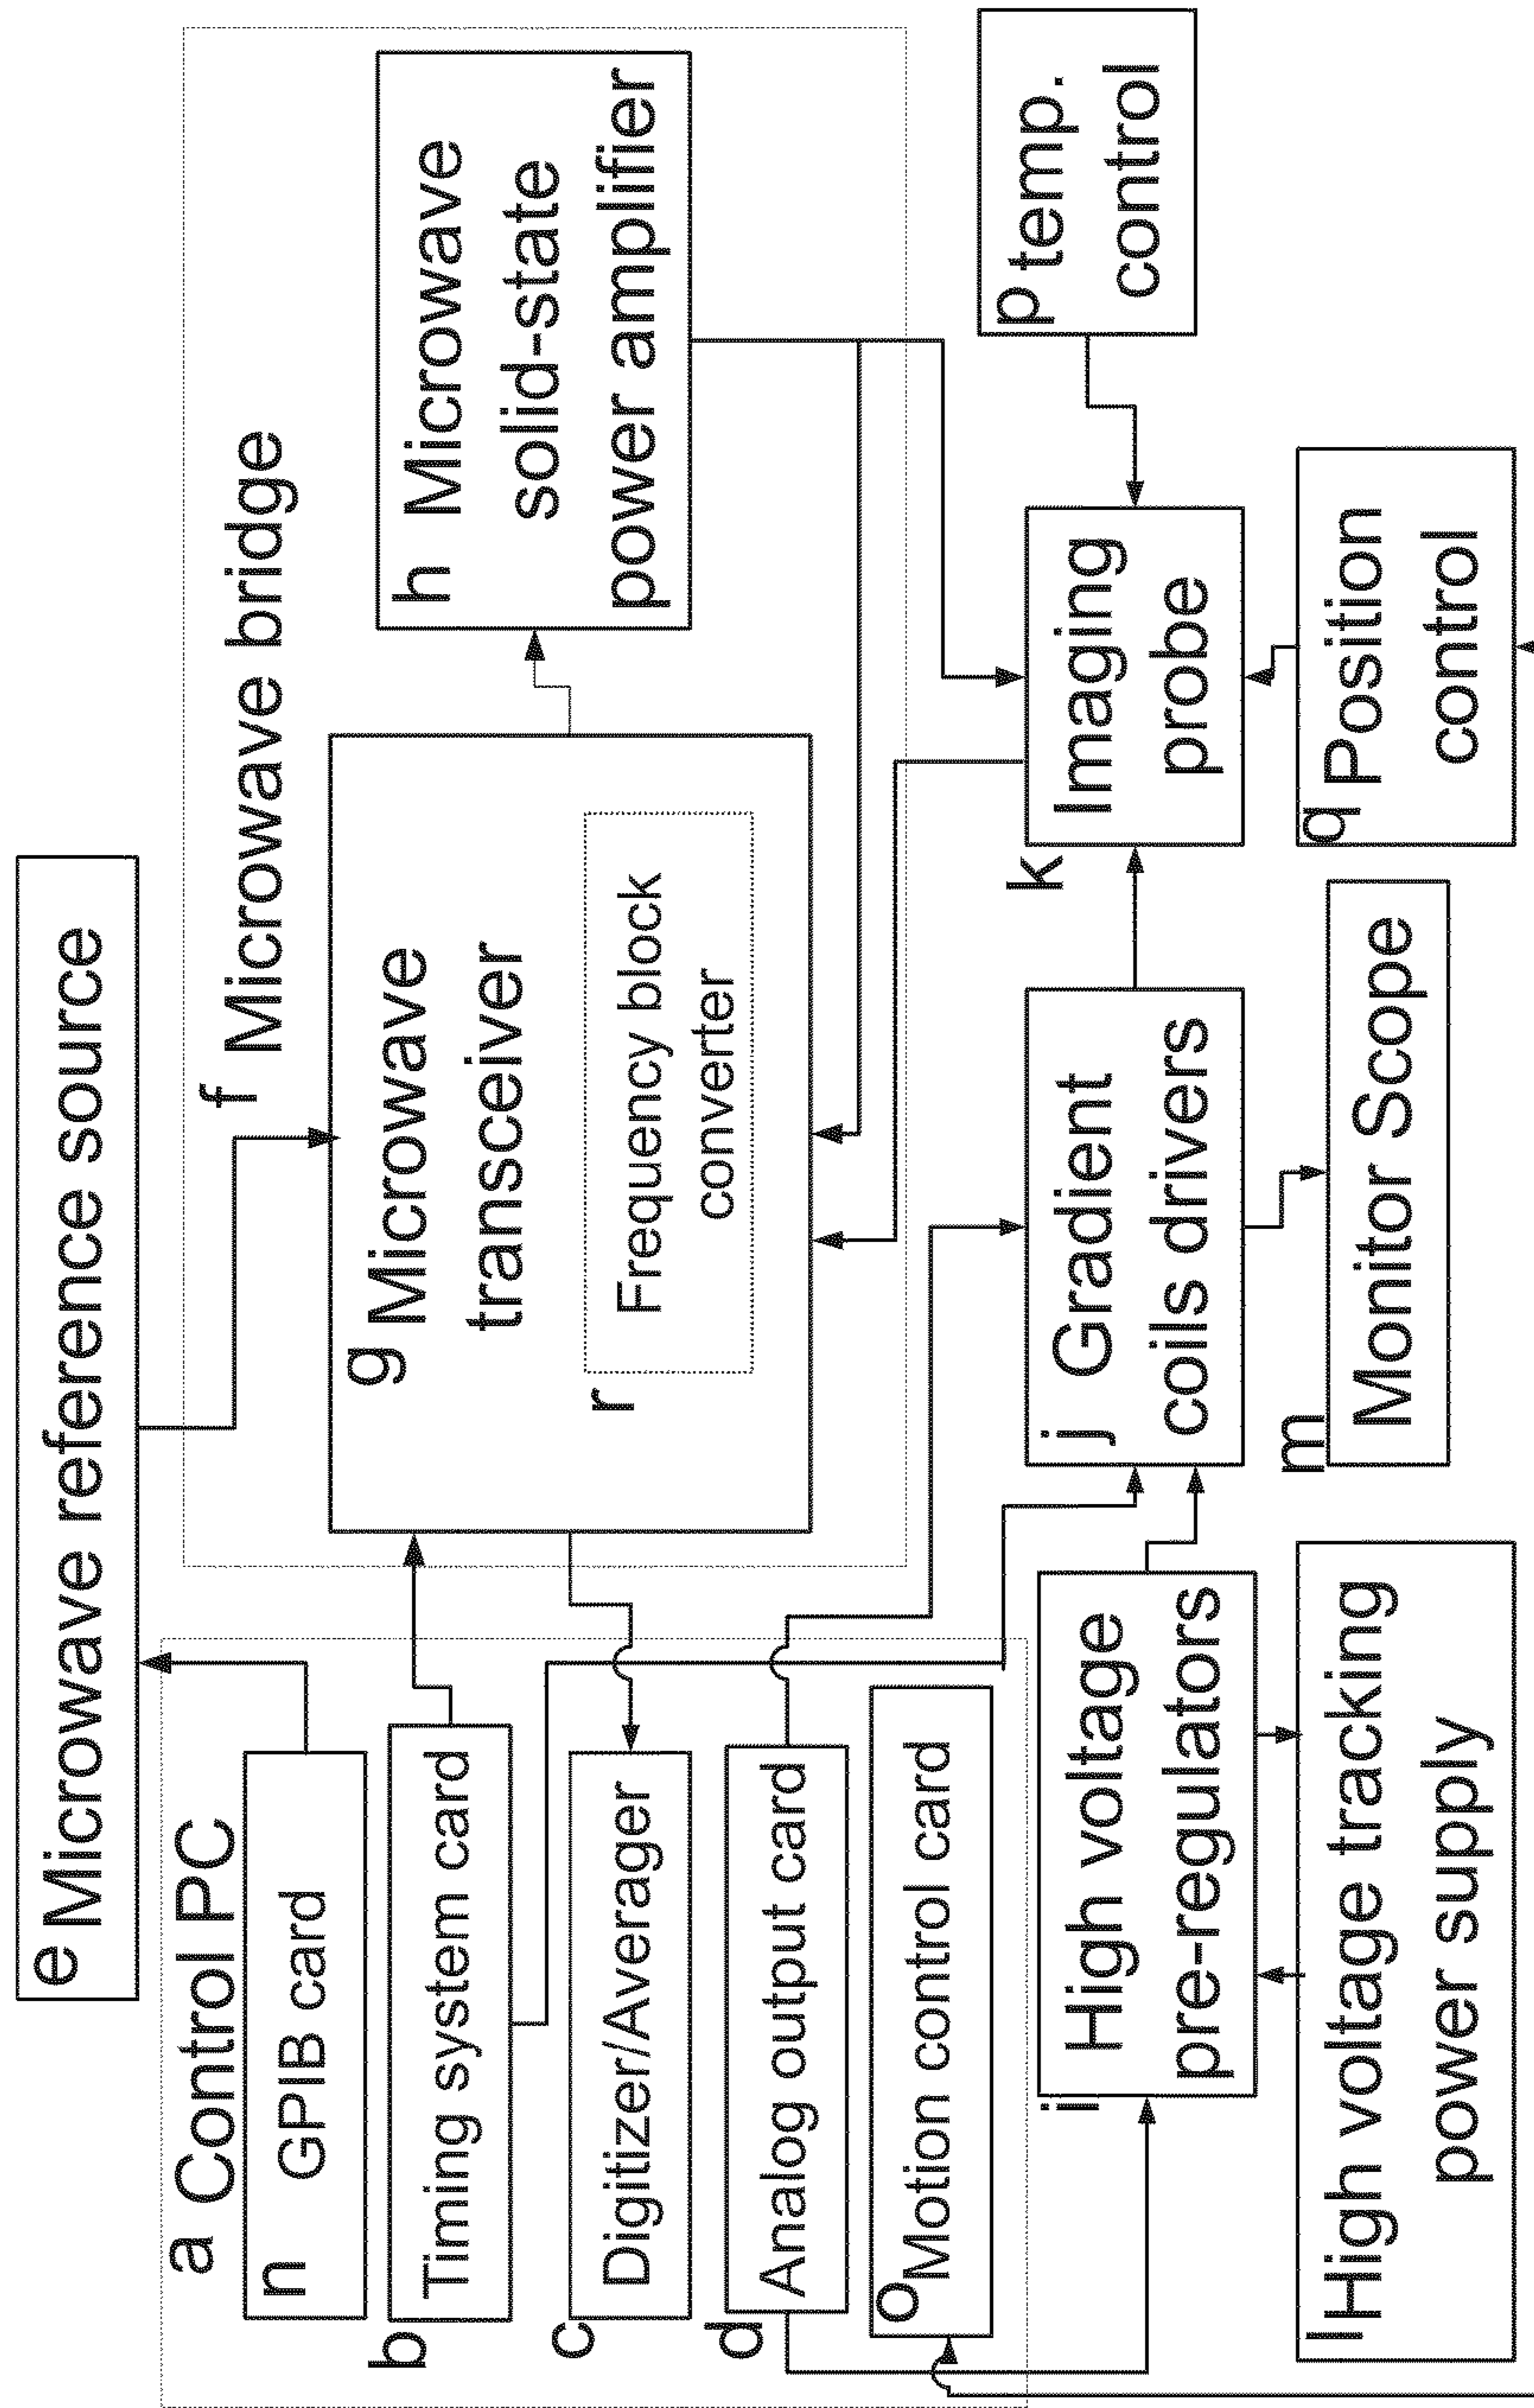 e Microwave reference source
a Control PC
n GPIB card
b
Timing system card
c
Digitizer/Averager
d
Analog output card
o Motion control card
f Microwave bridge
g Microwave
transceiver
r
Frequency block
converter
h Microwave
solid-state
power amplifier
i
High voltage
pre-regulators
j Gradient
coils drivers
k
Imaging
probe
p temp.
control
l High voltage tracking
power supply
m
Monitor Scope
q Position
control